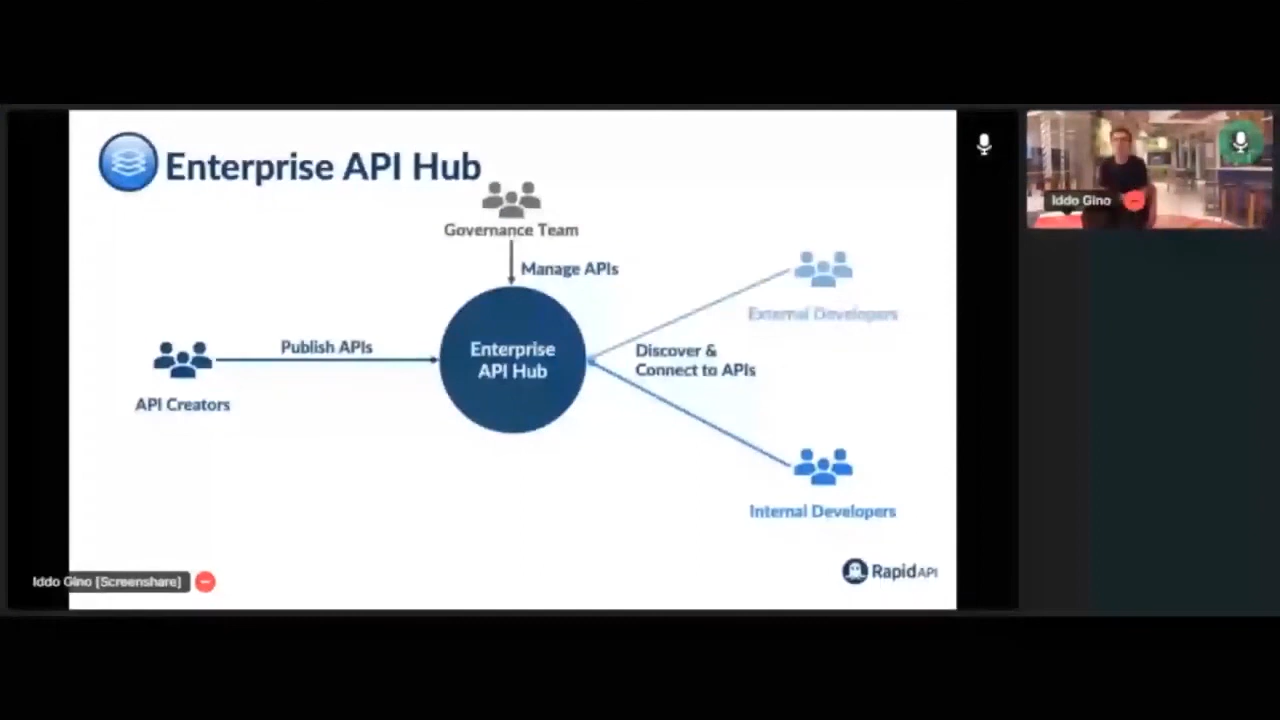 Enterprise API Hub
Governance Team
Manage APIs
External Developers
Publish APIs
Enterprise
API Hub
Discover &
Connect to APIs
API Creators
Internal Developers
RapidAPI
Iddo Gino [Screenshare]
Iddo Gino